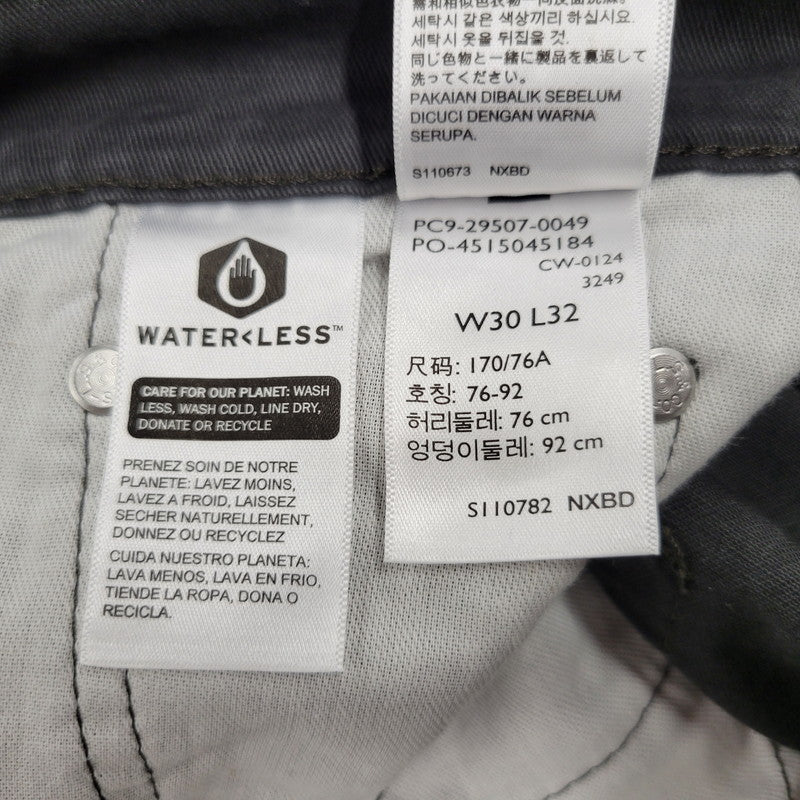 세탁시 같은 색상끼리 하십시요.
세탁시 옷을 뒤집을 것.
同じ色物と一緒に製品を裏返して
洗ってください。
PAKAIAN DIBALIK SEBELUM
DICUCI DENGAN WARNA
SERUPA.
S110673 NXBD
WATER<LESS™
CARE FOR OUR PLANET: WASH
LESS, WASH COLD, LINE DRY,
DONATE OR RECYCLE
PRENEZ SOIN DE NOTRE
PLANETE: LAVEZ MOINS,
LAVEZ A FROID, LAISSEZ
SECHER NATURELLEMENT,
DONNEZ OU RECYCLEZ
CUIDA NUESTRO PLANETA:
LAVA MENOS, LAVA EN FRIO,
TIENDE LA ROPA, DONA O
RECICLA.
PC9-29507-0049
PO-4515045184
CW-0124
3249
W30 L32
尺码: 170/76A
호칭: 76-92
허리둘레: 76 cm
엉덩이둘레: 92 cm
S110782 NXBD